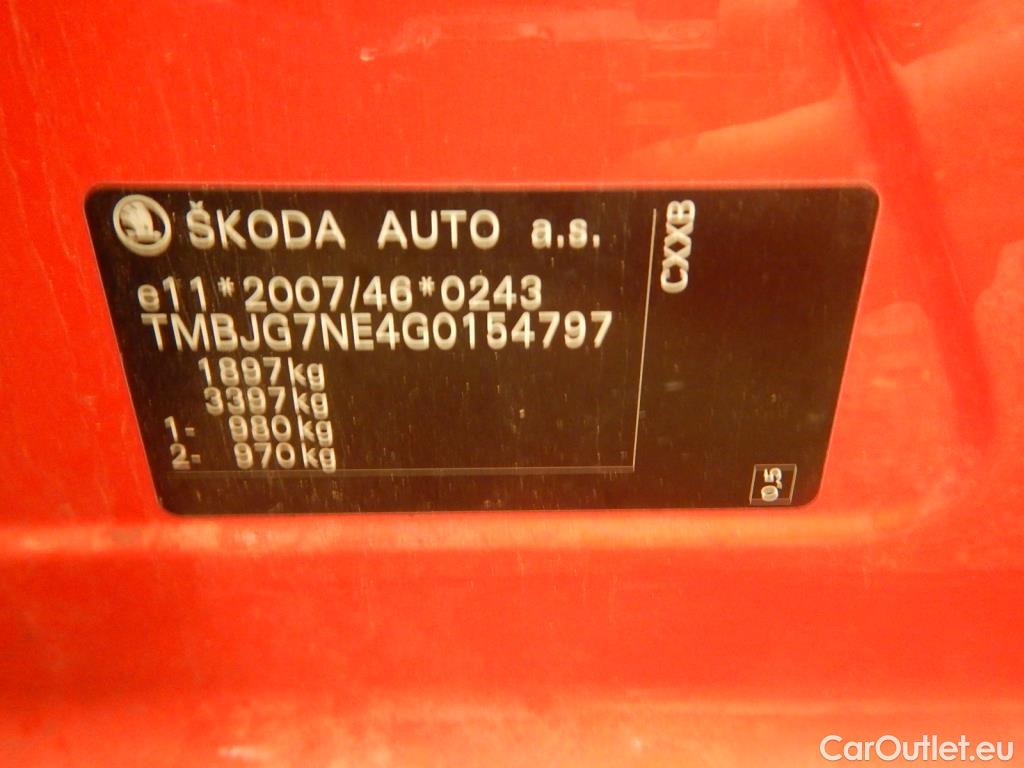 ŠKODA AUTO a.s.
e11*2007/46*0243
TMBJG7NE4G0154797
1897kg
3397kg
1- 980kg
2- 970kg
CXXB
0,5
CarOutlet.eu